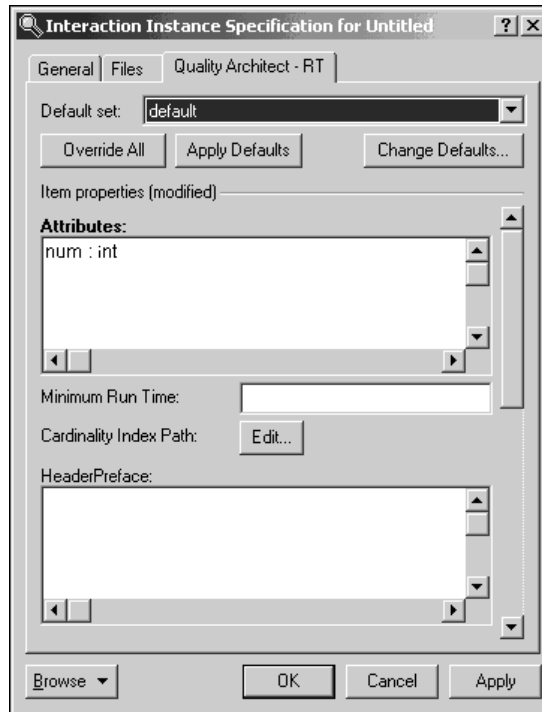 Interaction Instance Specification for Untitled
General Files Quality Architect - RT
Default set: default
Override All Apply Defaults Change Defaults...
Item properties (modified)
Attributes:
num : int
Minimum Run Time:
Cardinality Index Path: Edit...
HeaderPreface:
Browse OK Cancel Apply